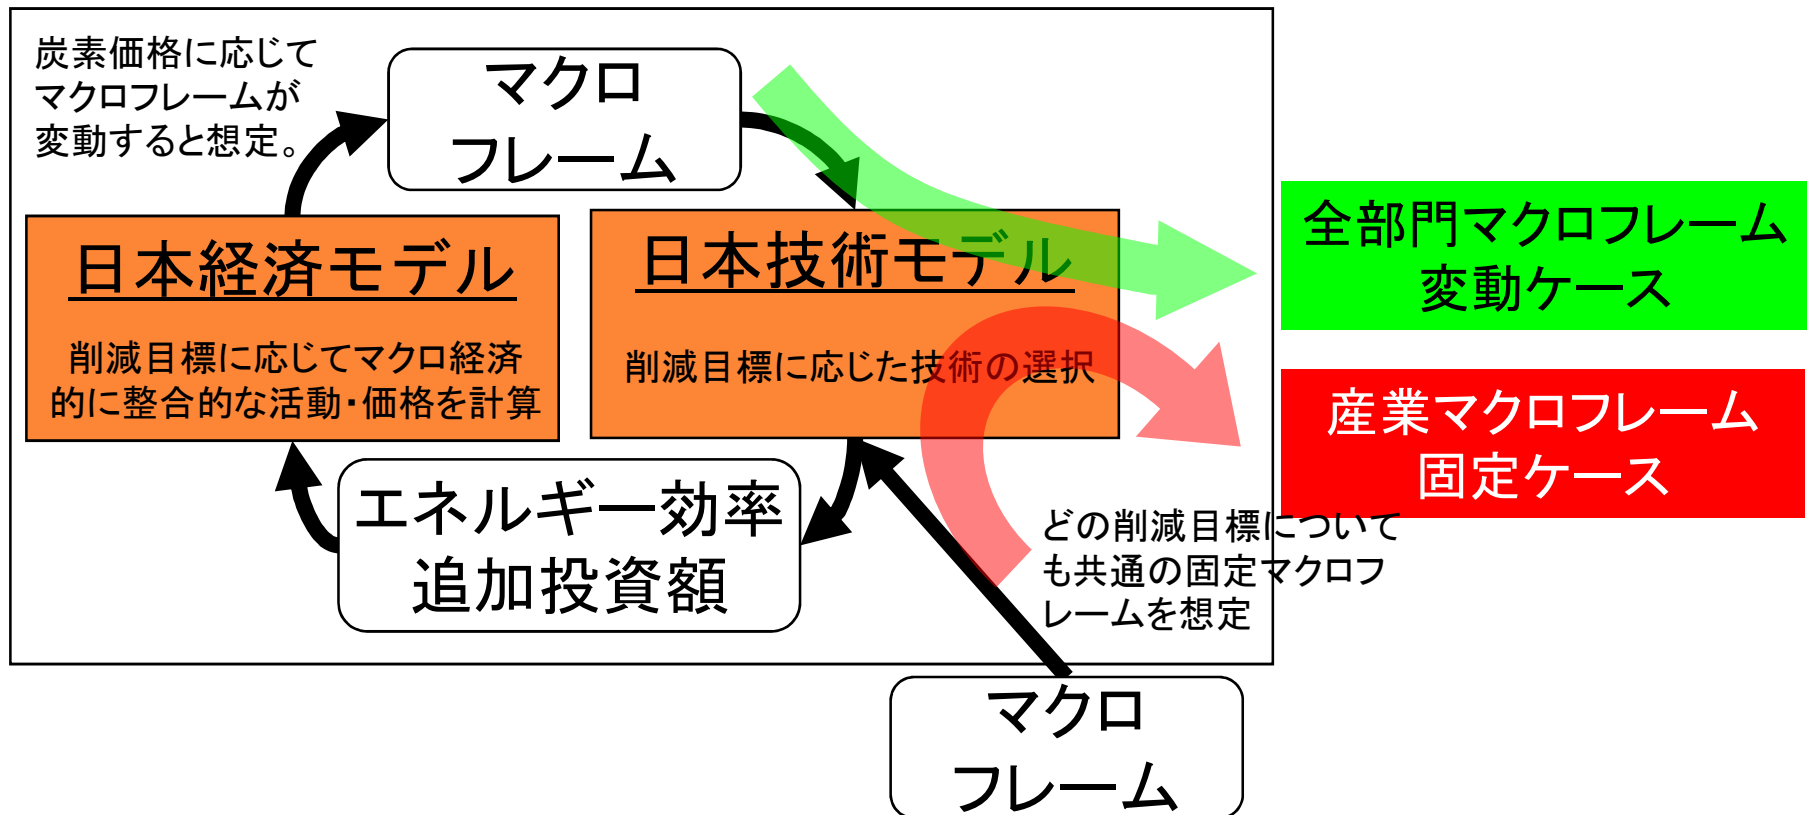 炭素価格に応じて
マクロフレームが
変動すると想定。
マクロ
フレーム
日本経済モデル
削減目標に応じてマクロ経済
的に整合的な活動・価格を計算
日本技術モデル
削減目標に応じた技術の選択
全部門マクロフレーム
変動ケース
産業マクロフレーム
固定ケース
エネルギー効率
追加投資額
どの削減目標について
も共通の固定マクロフ
レームを想定
マクロ
フレーム